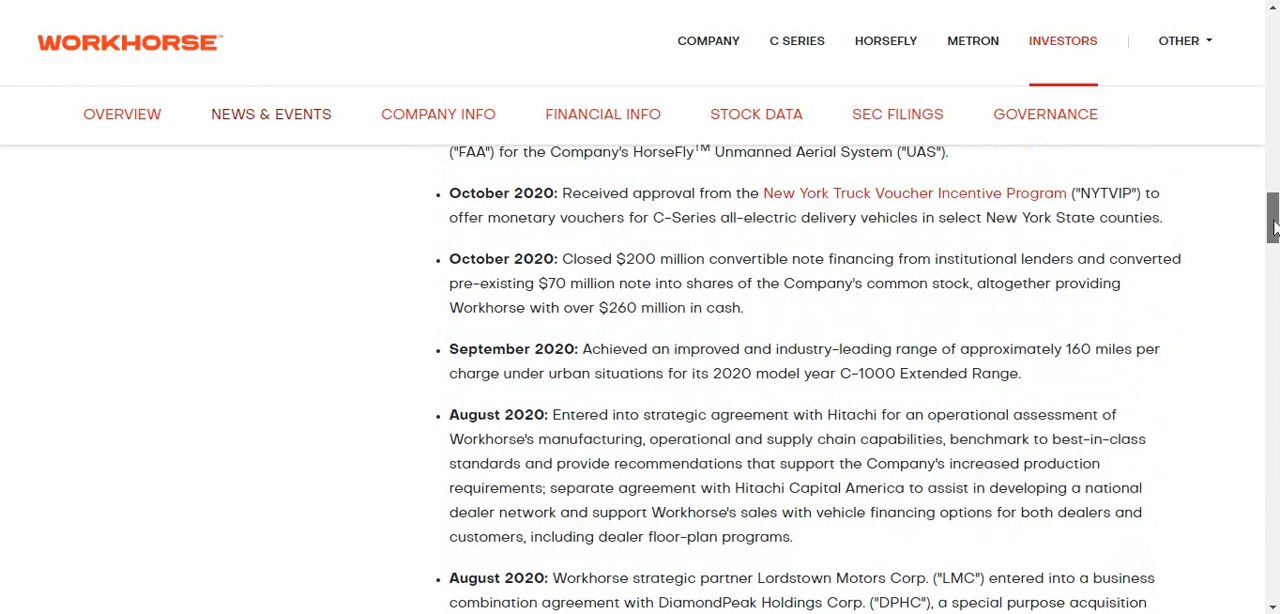 WORKHORSE™
COMPANY
C SERIES
HORSEFLY
METRON
INVESTORS
OTHER
OVERVIEW
NEWS & EVENTS
COMPANY INFO
FINANCIAL INFO
STOCK DATA
SEC FILINGS
GOVERNANCE
("FAA") for the Company's HorseFly™ Unmanned Aerial System ("UAS").
• October 2020: Received approval from the New York Truck Voucher Incentive Program ("NYTVIP") to
offer monetary vouchers for C-Series all-electric delivery vehicles in select New York State counties.
• October 2020: Closed $200 million convertible note financing from institutional lenders and converted
pre-existing $70 million note into shares of the Company's common stock, altogether providing
Workhorse with over $260 million in cash.
• September 2020: Achieved an improved and industry-leading range of approximately 160 miles per
charge under urban situations for its 2020 model year C-1000 Extended Range.
• August 2020: Entered into strategic agreement with Hitachi for an operational assessment of
Workhorse's manufacturing, operational and supply chain capabilities, benchmark to best-in-class
standards and provide recommendations that support the Company's increased production
requirements; separate agreement with Hitachi Capital America to assist in developing a national
dealer network and support Workhorse's sales with vehicle financing options for both dealers and
customers, including dealer floor-plan programs.
• August 2020: Workhorse strategic partner Lordstown Motors Corp. ("LMC") entered into a business
combination agreement with DiamondPeak Holdings Corp. ("DPHC"), a special purpose acquisition